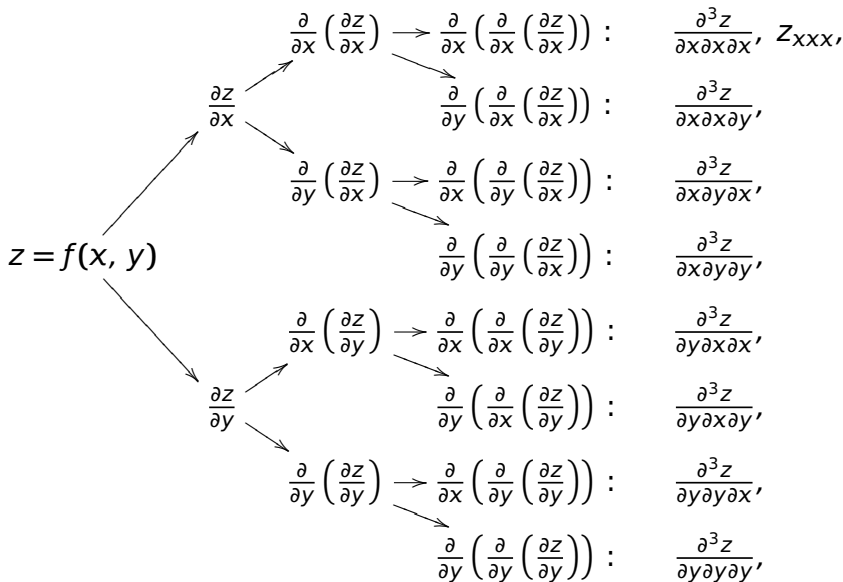 ∂/∂x (∂z/∂x) → ∂/∂x (∂/∂x (∂z/∂x)) : ∂³z/∂x∂x∂x, z_xxx,
∂z/∂x ∂/∂y (∂/∂x (∂z/∂x)) : ∂³z/∂x∂x∂y,
∂/∂y (∂z/∂x) → ∂/∂x (∂/∂y (∂z/∂x)) : ∂³z/∂x∂y∂x,
z = f(x, y) ∂/∂y (∂/∂y (∂z/∂x)) : ∂³z/∂x∂y∂y,
∂/∂x (∂z/∂y) → ∂/∂x (∂/∂x (∂z/∂y)) : ∂³z/∂y∂x∂x,
∂z/∂y ∂/∂y (∂/∂x (∂z/∂y)) : ∂³z/∂y∂x∂y,
∂/∂y (∂z/∂y) → ∂/∂x (∂/∂y (∂z/∂y)) : ∂³z/∂y∂y∂x,
∂/∂y (∂/∂y (∂z/∂y)) : ∂³z/∂y∂y∂y,